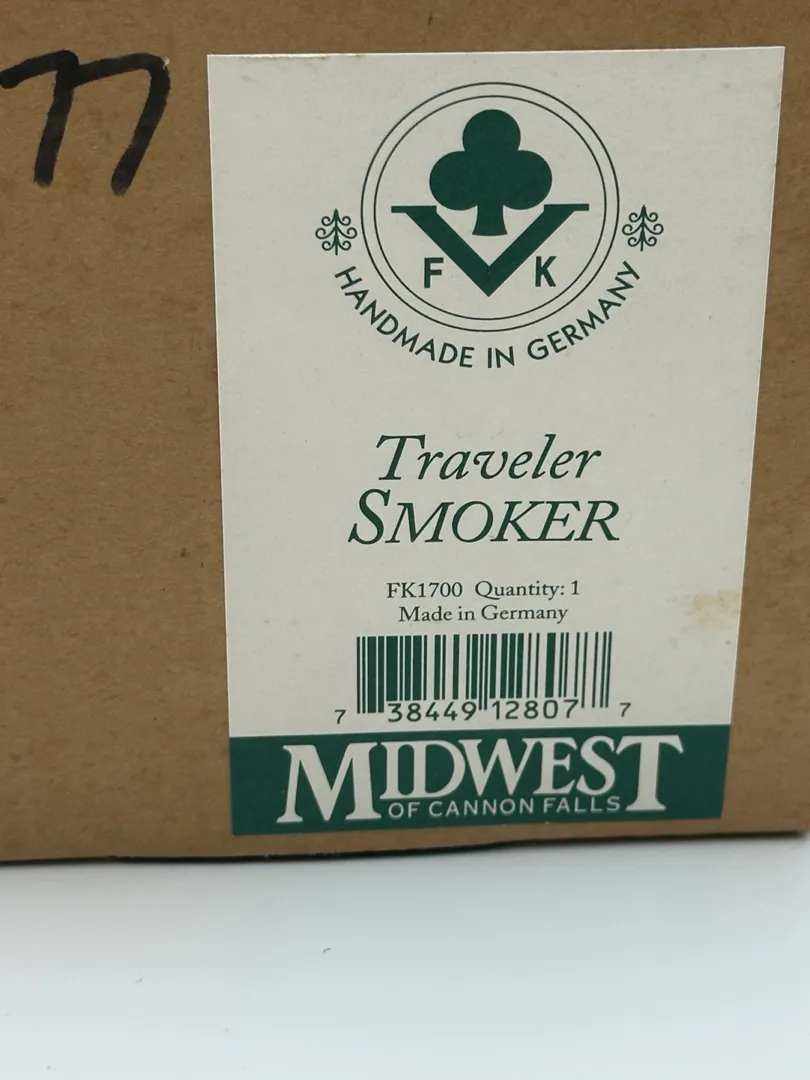 77
F K
HANDMADE IN GERMANY
Traveler
SMOKER
FK1700 Quantity: 1
Made in Germany
7 38449 12807 7
MIDWEST
OF CANNON FALLS